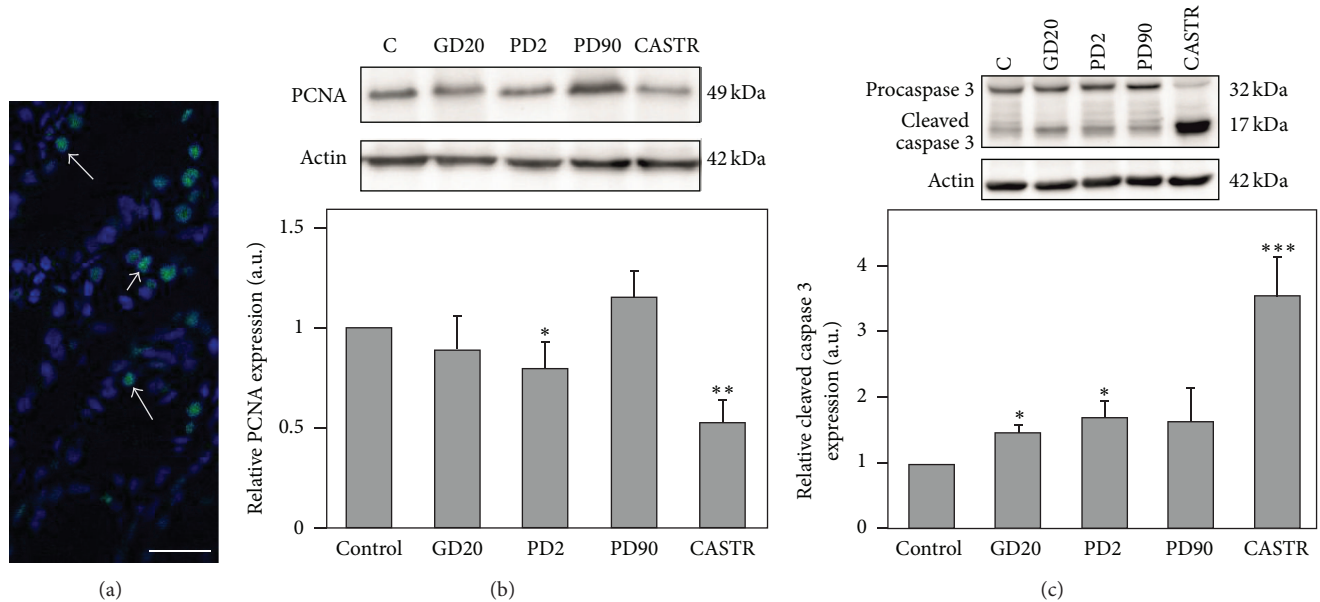 C GD20 PD2 PD90 CASTR
PCNA 49 kDa
Actin 42 kDa
Relative PCNA expression (a.u.)
1.5
1
0.5
0
*
**
Control GD20 PD2 PD90 CASTR
C GD20 PD2 PD90 CASTR
Procaspase 3 32 kDa
Cleaved
caspase 3 17 kDa
Actin 42 kDa
Relative cleaved caspase 3
expression (a.u.)
4
3
2
1
0
*
*
***
Control GD20 PD2 PD90 CASTR
(a) (b) (c)